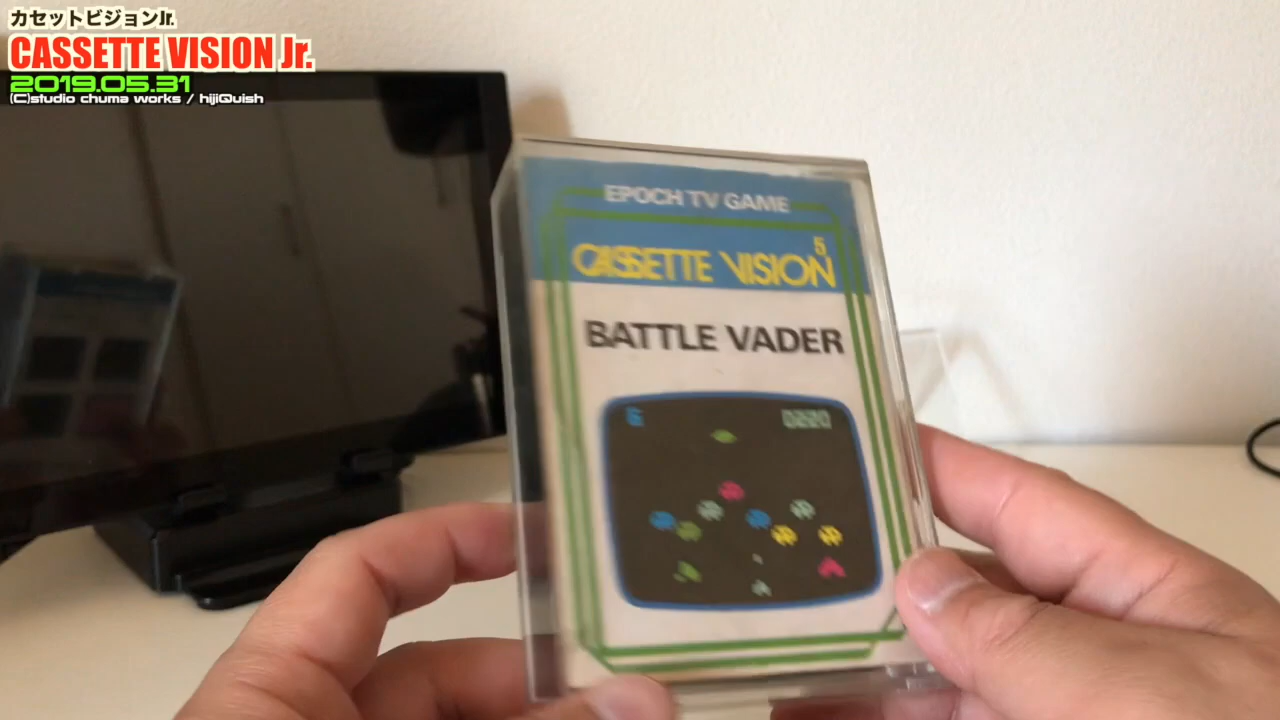 カセットビジョンJr.
CASSETTE VISION Jr.
2019.05.31
(C)studio chuma works / hijiQuish
EPOCH TV GAME
5
CASSETTE VISION
BATTLE VADER
6 0220